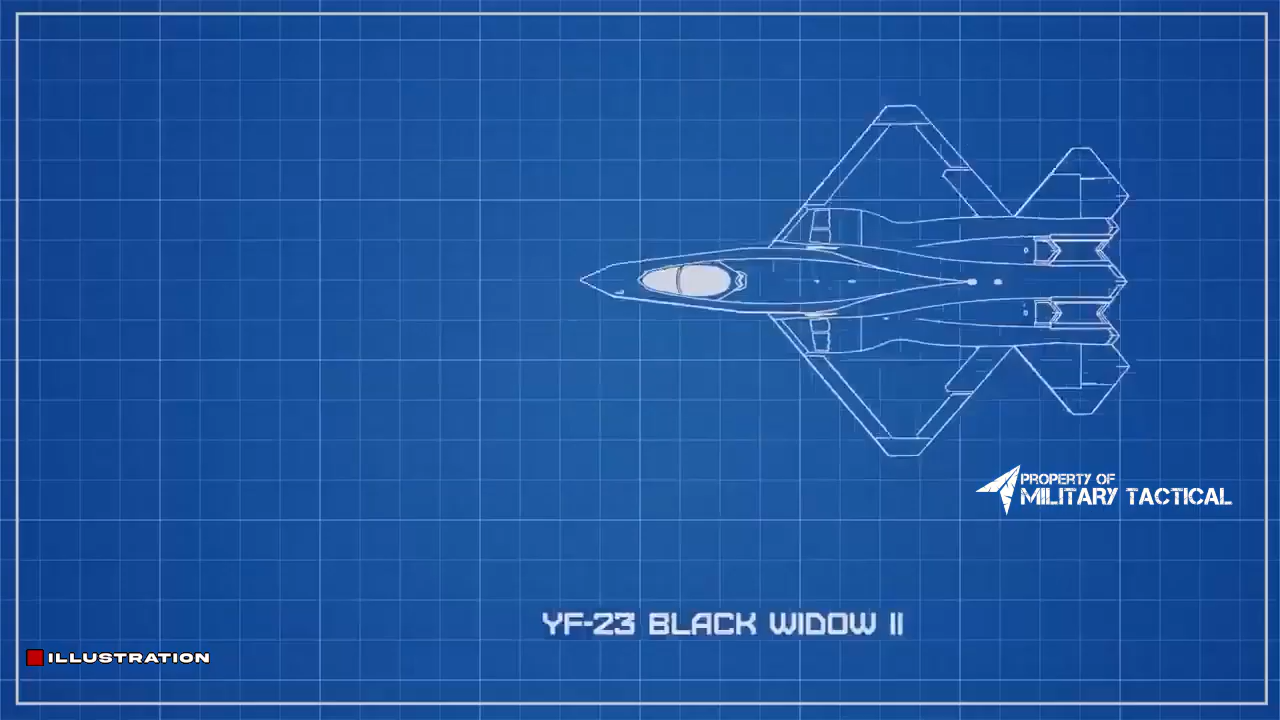 PROPERTY OF
MILITARY TACTICAL
YF-23 BLACK WIDOW II
ILLUSTRATION